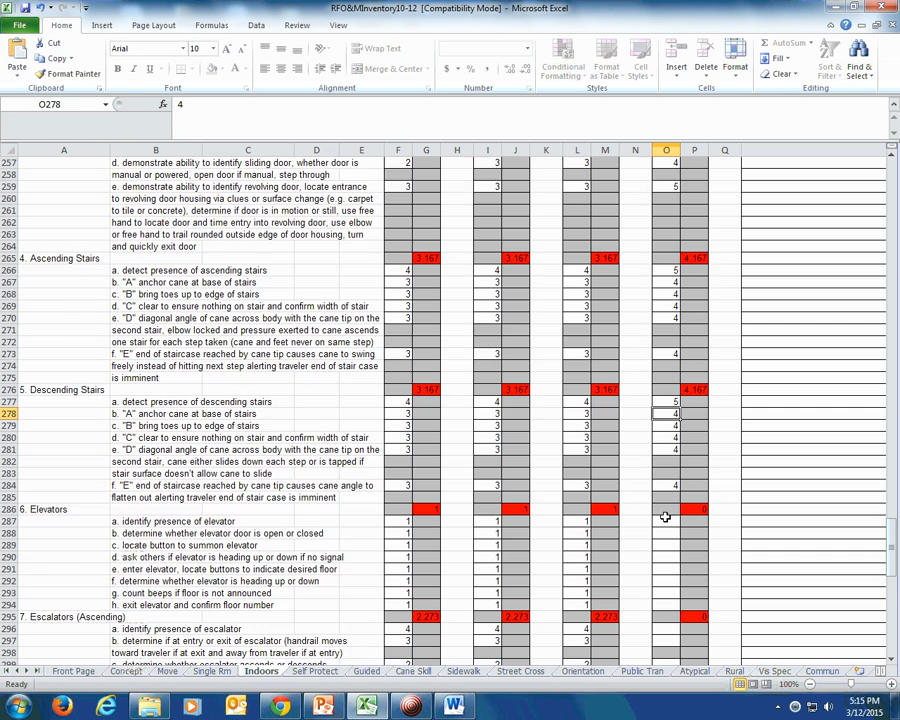 RFO&MInventory10-12 [Compatibility Mode] - Microsoft Excel
File Home Insert Page Layout Formulas Data Review View
Cut
Copy
Format Painter
Paste
Clipboard
Arial 10
Font
Wrap Text
Merge & Center
Alignment
Number
Conditional Formatting
Format as Table
Cell Styles
Styles
Insert Delete Format
Cells
AutoSum
Fill
Clear
Sort & Filter
Find & Select
Editing
O278 fx 4
A B C D E F G H I J K L M N O P Q
257 d. demonstrate ability to identify sliding door, whether door is 2 3 3 4
258 manual or powered, open door if manual, step through
259 e. demonstrate ability to identify revolving door, locate entrance 3 3 3 5
260 to revolving door housing via clues or surface change (e.g. carpet
261 to tile or concrete), determine if door is in motion or still, use free
262 hand to locate door and time entry into revolving door, use elbow
263 or free hand to trail rounded outside edge of door housing, turn
264 and quickly exit door
265 4. Ascending Stairs 3.167 3.167 3.167 4.167
266 a. detect presence of ascending stairs 4 4 4 5
267 b. "A" anchor cane at base of stairs 3 3 3 4
268 c. "B" bring toes up to edge of stairs 3 3 3 4
269 d. "C" clear to ensure nothing on stair and confirm width of stair 3 3 3 4
270 e. "D" diagonal angle of cane across body with the cane tip on the 3 3 3 4
271 second stair, elbow locked and pressure exerted to cane ascends
272 one stair for each step taken (cane and feet never on same step)
273 f. "E" end of staircase reached by cane tip causes cane to swing 3 3 3 4
274 freely instead of hitting next step alerting traveler end of stair case
275 is imminent
276 5. Descending Stairs 3.167 3.167 3.167 4.167
277 a. detect presence of descending stairs 4 4 4 5
278 b. "A" anchor cane at base of stairs 3 3 3 4
279 c. "B" bring toes up to edge of stairs 3 3 3 4
280 d. "C" clear to ensure nothing on stair and confirm width of stair 3 3 3 4
281 e. "D" diagonal angle of cane across body with the cane tip on the 3 3 3 4
282 second stair, cane either slides down each step or is tapped if
283 stair surface doesn't allow cane to slide
284 f. "E" end of staircase reached by cane tip causes cane angle to 3 3 3 4
285 flatten out alerting traveler end of stair case is imminent
286 6. Elevators 1 1 1 0
287 a. identify presence of elevator 1 1 1
288 b. determine whether elevator door is open or closed 1 1 1
289 c. locate button to summon elevator 1 1 1
290 d. ask others if elevator is heading up or down if no signal 1 1 1
291 e. enter elevator, locate buttons to indicate desired floor 1 1 1
292 f. determine whether elevator is heading up or down 1 1 1
293 g. count beeps if floor is not announced 1 1 1
294 h. exit elevator and confirm floor number 1 1 1
295 7. Escalators (Ascending) 2.273 2.273 2.273 0
296 a. identify presence of escalator 4 4 4
297 b. determine if at entry or exit of escalator (handrail moves 3 3 3
298 toward traveler if at exit and away from traveler if at entry)
Front Page Concept Move Single Rm Indoors Self Protect Guided Cane Skill Sidewalk Street Cross Orientation Public Tran Atypical Rural Vis Spec Commun
Ready 100%
5:15 PM
3/12/2015